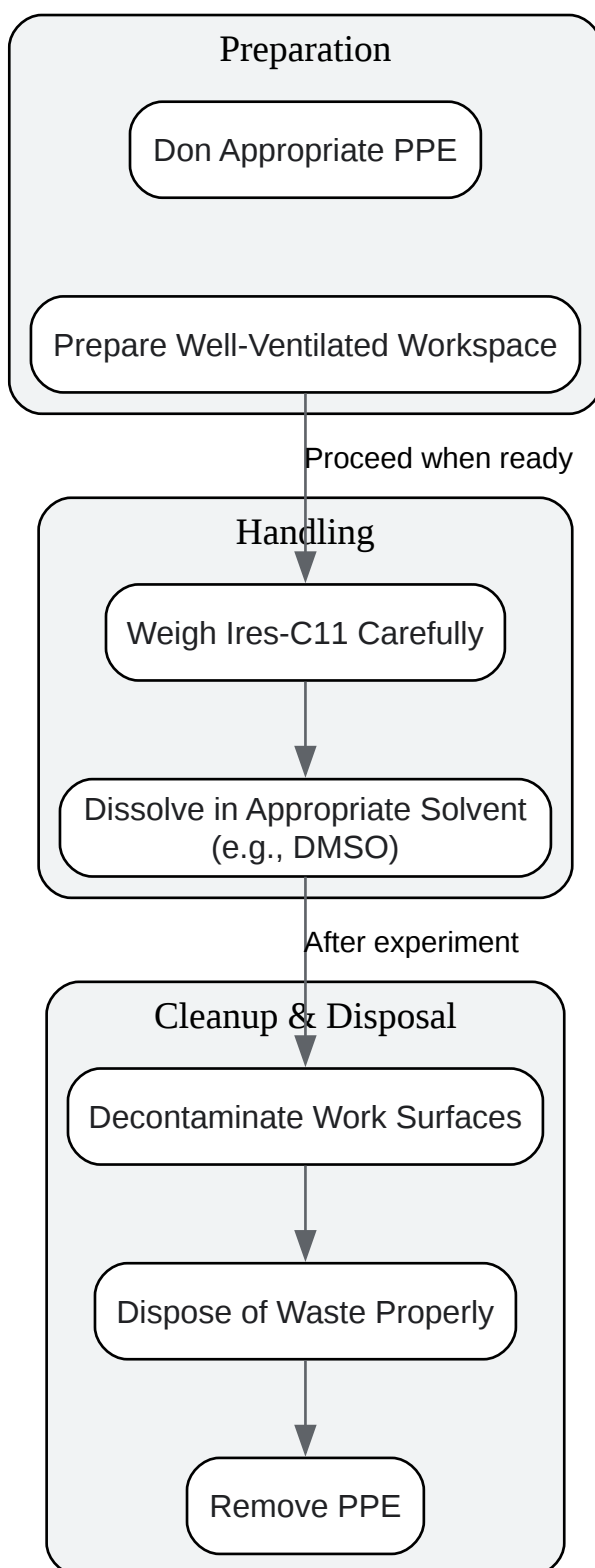 Preparation
Don Appropriate PPE
Prepare Well-Ventilated Workspace
Proceed when ready
Handling
Weigh Ires-C11 Carefully
Dissolve in Appropriate Solvent
(e.g., DMSO)
After experiment
Cleanup & Disposal
Decontaminate Work Surfaces
Dispose of Waste Properly
Remove PPE